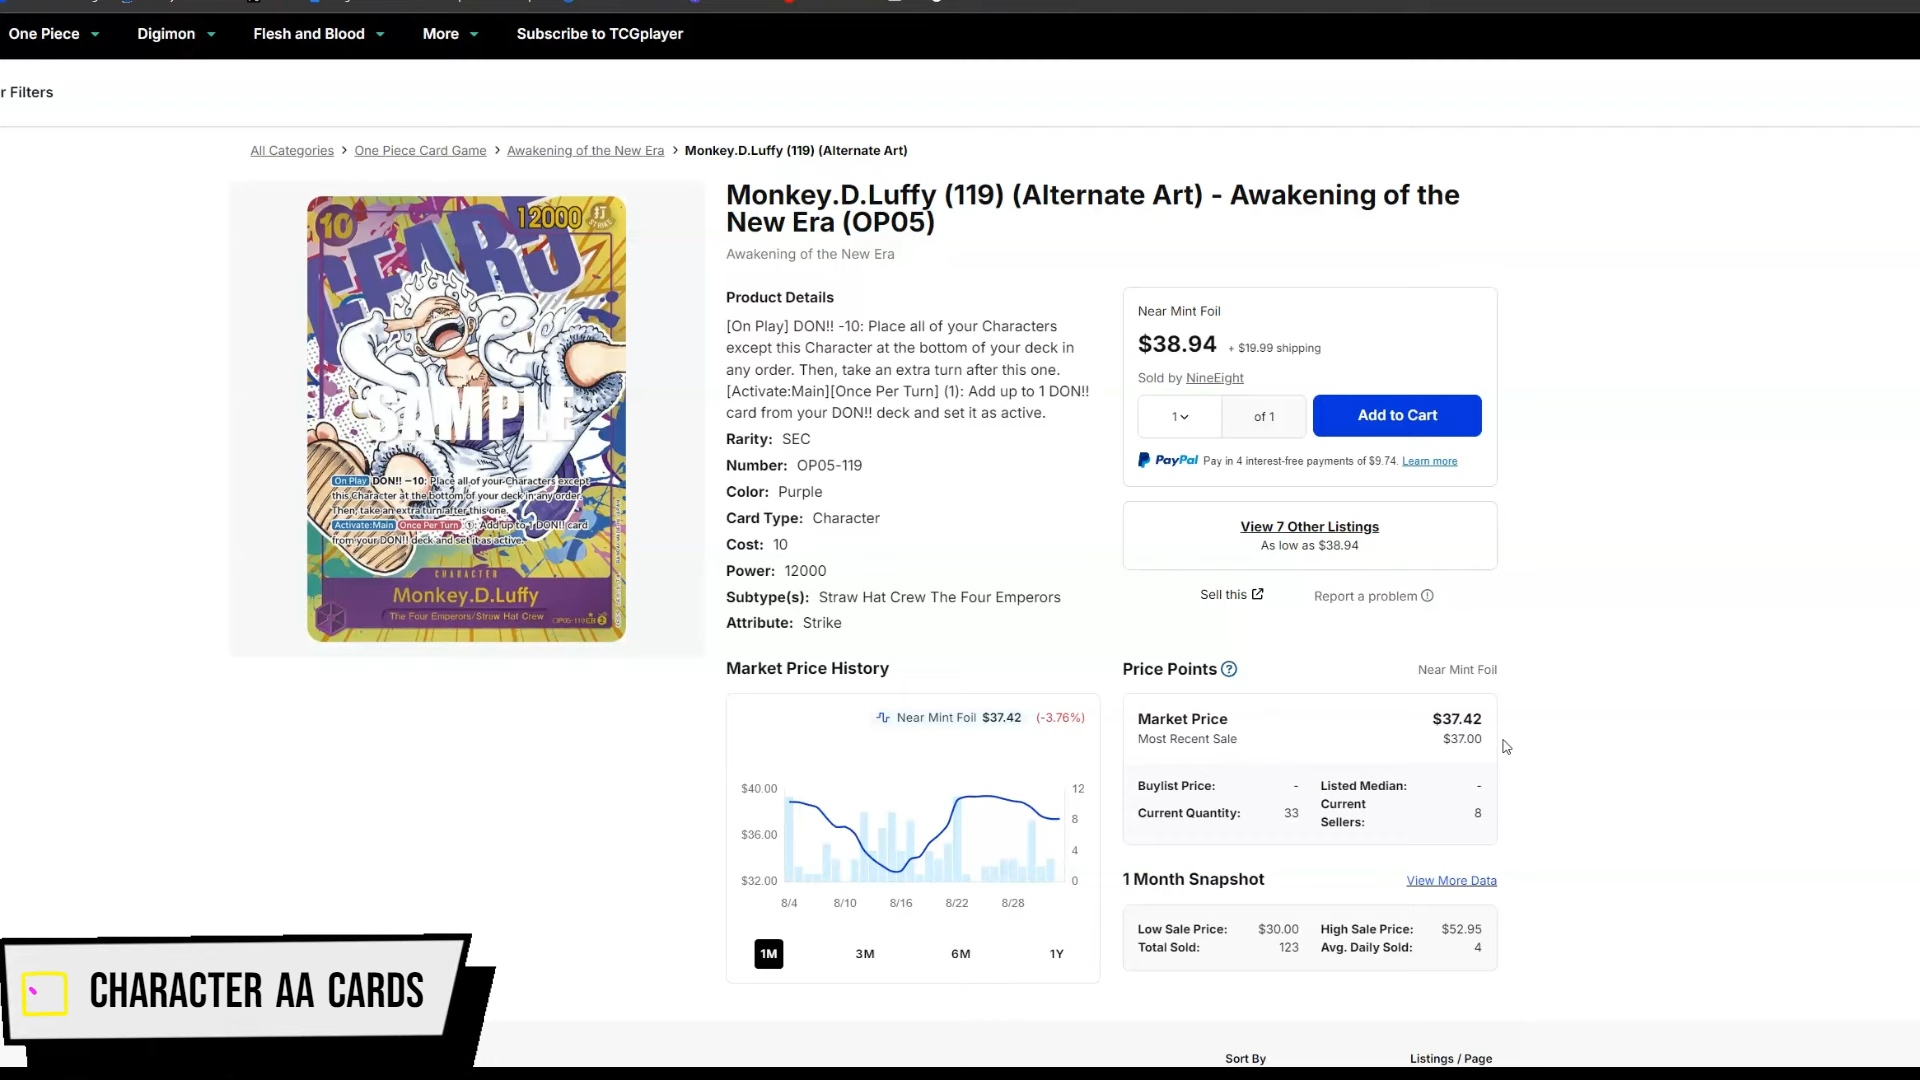 One Piece
Digimon
Flesh and Blood
More
Subscribe to TCGplayer
r Filters
All Categories > One Piece Card Game > Awakening of the New Era > Monkey.D.Luffy (119) (Alternate Art)
10
12000
打
STRIKE
GEAR5
SAMPLE
On Play DON!! −10: Place all of your Characters except
this Character at the bottom of your deck in any order.
Then, take an extra turn after this one.
Activate:Main Once Per Turn ①: Add up to 1 DON!! card
from your DON!! deck and set it as active.
CHARACTER
Monkey.D.Luffy
The Four Emperors/Straw Hat Crew
OP05-119
Monkey.D.Luffy (119) (Alternate Art) - Awakening of the
New Era (OP05)
Awakening of the New Era
Product Details
[On Play] DON!! -10: Place all of your Characters
except this Character at the bottom of your deck in
any order. Then, take an extra turn after this one.
[Activate:Main][Once Per Turn] (1): Add up to 1 DON!!
card from your DON!! deck and set it as active.
Rarity: SEC
Number: OP05-119
Color: Purple
Card Type: Character
Cost: 10
Power: 12000
Subtype(s): Straw Hat Crew The Four Emperors
Attribute: Strike
Near Mint Foil
$38.94 + $19.99 shipping
Sold by NineEight
1 of 1
Add to Cart
PayPal Pay in 4 interest-free payments of $9.74. Learn more
View 7 Other Listings
As low as $38.94
Sell this
Report a problem
Market Price History
Near Mint Foil $37.42 (-3.76%)
$40.00
$36.00
$32.00
12
8
4
0
8/4 8/10 8/16 8/22 8/28
1M 3M 6M 1Y
Price Points ?
Near Mint Foil
Market Price $37.42
Most Recent Sale $37.00
Buylist Price: -
Listed Median: -
Current Quantity: 33
Current
Sellers: 8
1 Month Snapshot
View More Data
Low Sale Price: $30.00
High Sale Price: $52.95
Total Sold: 123
Avg. Daily Sold: 4
Sort By
Listings / Page
CHARACTER AA CARDS